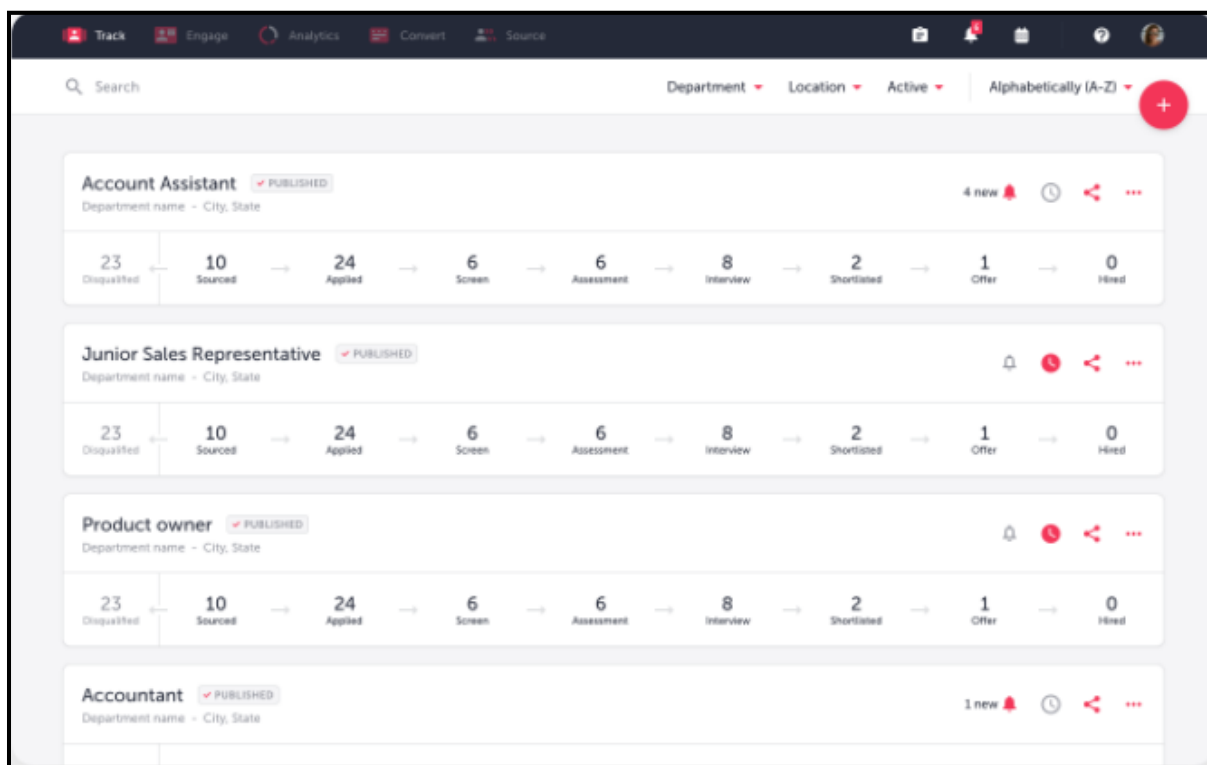 Track Engage Analytics Convert Source
Search Department Location Active Alphabetically (A-Z) +
Account Assistant PUBLISHED 4 new
Department name - City, State
23 10 24 6 6 8 2 1 0
Disqualified Sourced Applied Screen Assessment Interview Shortlisted Offer Hired
Junior Sales Representative PUBLISHED
Department name - City, State
23 10 24 6 6 8 2 1 0
Disqualified Sourced Applied Screen Assessment Interview Shortlisted Offer Hired
Product owner PUBLISHED
Department name - City, State
23 10 24 6 6 8 2 1 0
Disqualified Sourced Applied Screen Assessment Interview Shortlisted Offer Hired
Accountant PUBLISHED 1 new
Department name - City, State